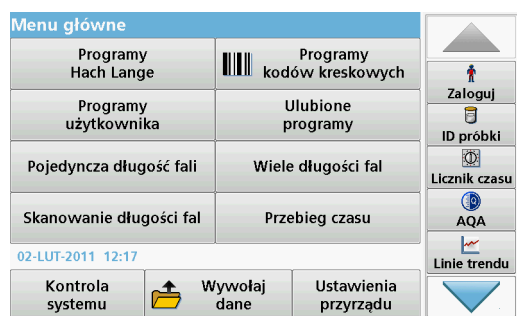 Menu główne
Programy
Hach Lange
Programy
kodów kreskowych
Programy
użytkownika
Ulubione
programy
Pojedyncza długość fali
Wiele długości fal
Skanowanie długości fal
Przebieg czasu
02-LUT-2011 12:17
Kontrola
systemu
Wywołaj
dane
Ustawienia
przyrządu
Zaloguj
ID próbki
Licznik czasu
AQA
Linie trendu